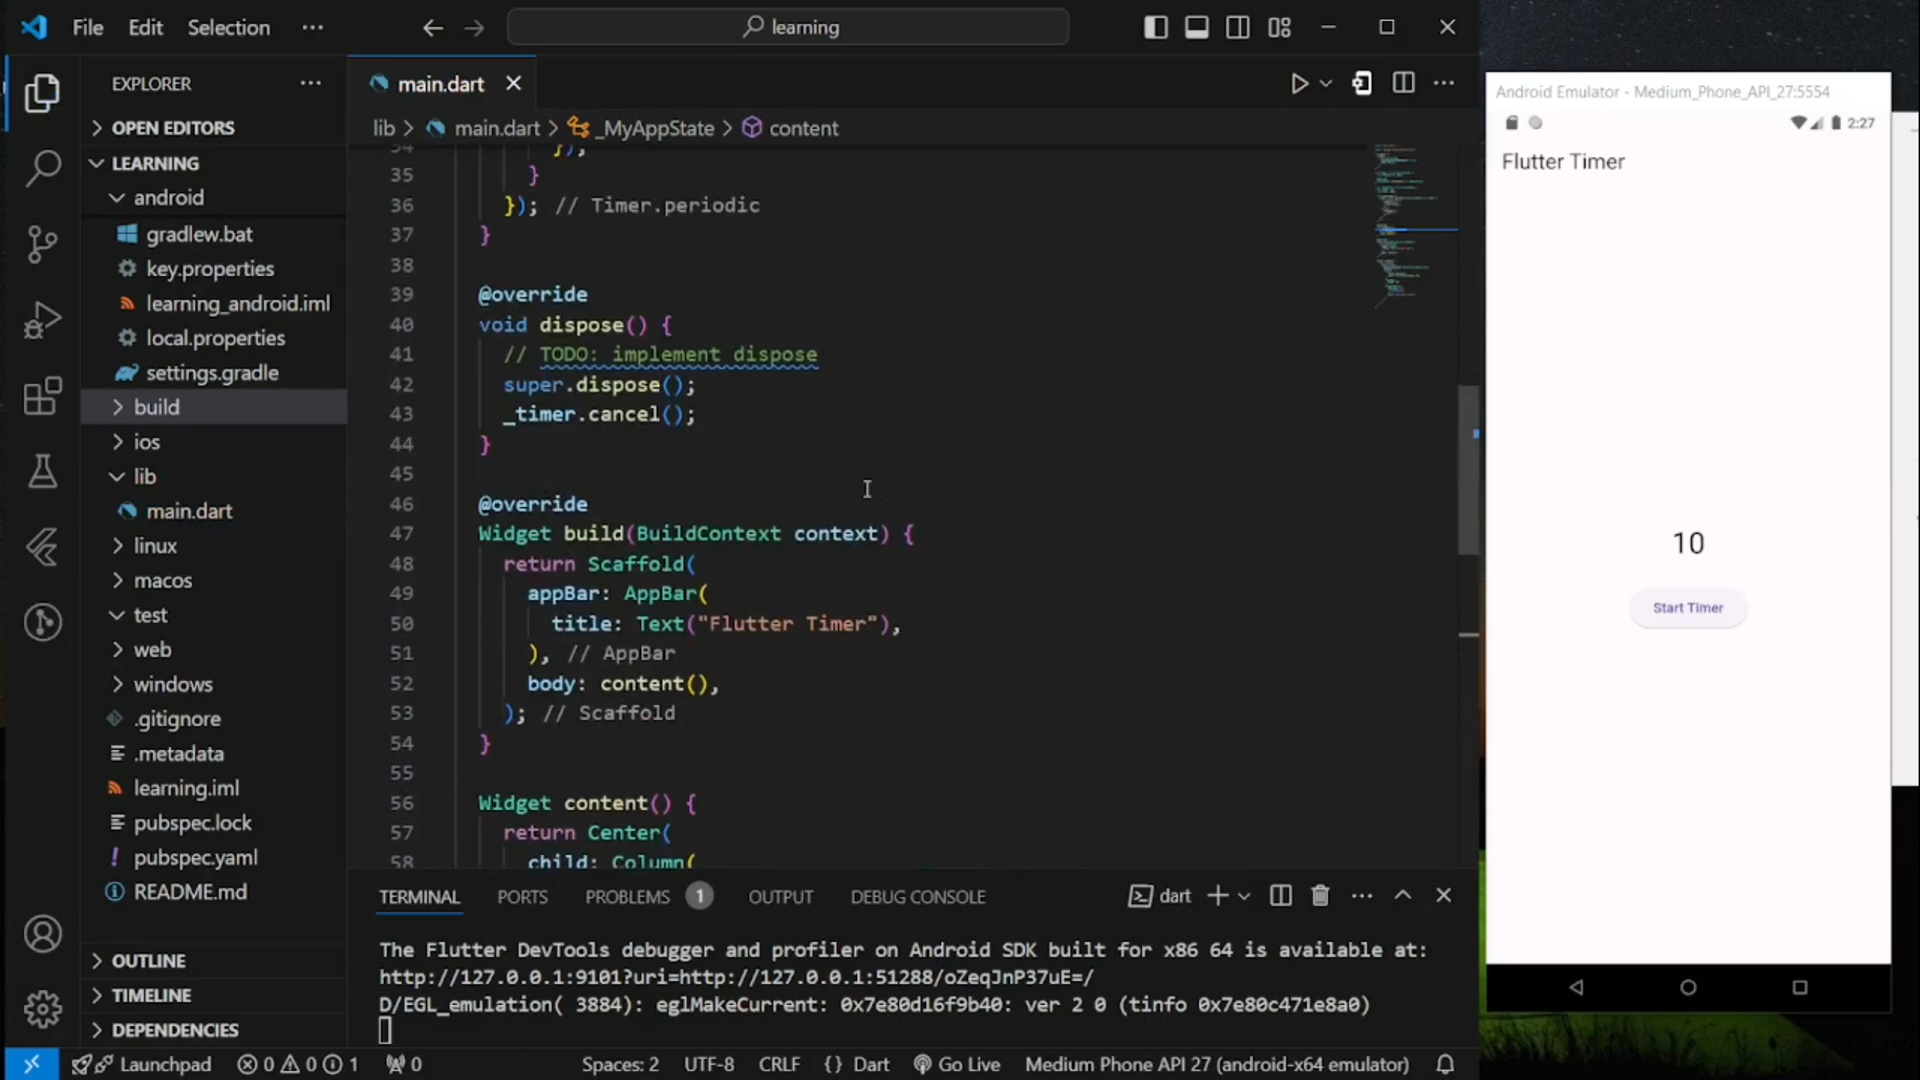 File Edit Selection ···
learning
EXPLORER ···
OPEN EDITORS
LEARNING
android
gradlew.bat
key.properties
learning_android.iml
local.properties
settings.gradle
build
ios
lib
main.dart
linux
macos
test
web
windows
.gitignore
.metadata
learning.iml
pubspec.lock
pubspec.yaml
README.md
OUTLINE
TIMELINE
DEPENDENCIES
main.dart
lib > main.dart > _MyAppState > content
34 });
35 }
36 }); // Timer.periodic
37 }
38
39 @override
40 void dispose() {
41 // TODO: implement dispose
42 super.dispose();
43 _timer.cancel();
44 }
45
46 @override
47 Widget build(BuildContext context) {
48 return Scaffold(
49 appBar: AppBar(
50 title: Text("Flutter Timer"),
51 ), // AppBar
52 body: content(),
53 ); // Scaffold
54 }
55
56 Widget content() {
57 return Center(
58 child: Column(
TERMINAL PORTS PROBLEMS 1 OUTPUT DEBUG CONSOLE dart
The Flutter DevTools debugger and profiler on Android SDK built for x86 64 is available at:
http://127.0.0.1:9101?uri=http://127.0.0.1:51288/oZeqJnP37uE=/
D/EGL_emulation( 3884): eglMakeCurrent: 0x7e80d16f9b40: ver 2 0 (tinfo 0x7e80c471e8a0)
Launchpad 0 0 1 0 Spaces: 2 UTF-8 CRLF {} Dart Go Live Medium Phone API 27 (android-x64 emulator)
Android Emulator - Medium_Phone_API_27:5554
2:27
Flutter Timer
10
Start Timer